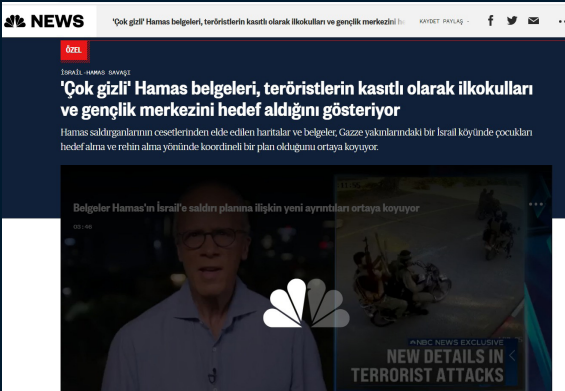 NEWS
'Çok gizli' Hamas belgeleri, teröristlerin kasıtlı olarak ilkokulları ve gençlik merkezini
KAYDET PAYLAŞ
ÖZEL
İSRAİL-HAMAS SAVAŞI
'Çok gizli' Hamas belgeleri, teröristlerin kasıtlı olarak ilkokulları
ve gençlik merkezini hedef aldığını gösteriyor
Hamas saldırganlarının cesetlerinden elde edilen haritalar ve belgeler, Gazze yakınlarındaki bir İsrail köyünde çocukları
hedef alma ve rehin alma yönünde koordineli bir plan olduğunu ortaya koyuyor.
Belgeler Hamas'ın İsrail'e saldırı planına ilişkin yeni ayrıntıları ortaya koyuyor
NBC NEWS EXCLUSIVE
NEW DETAILS IN
TERRORIST ATTACKS